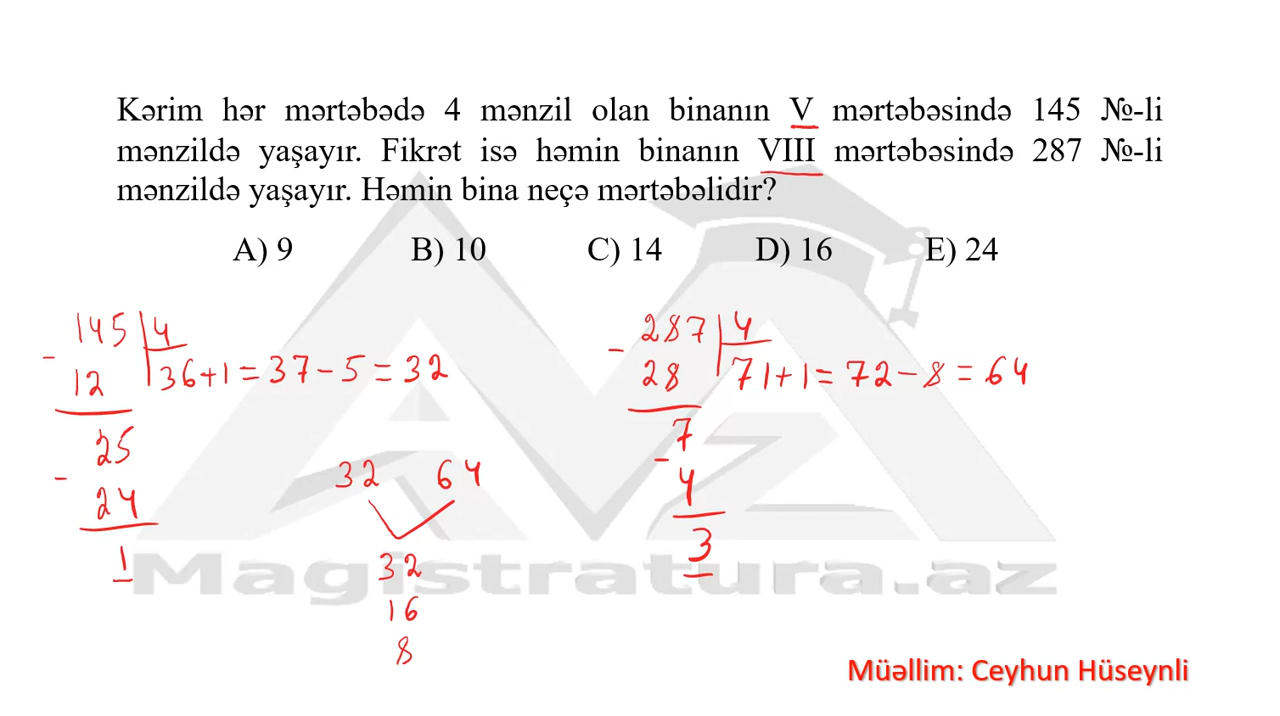 Kərim hər mərtəbədə 4 mənzil olan binanın V mərtəbəsində 145 №-li
mənzildə yaşayır. Fikrət isə həmin binanın VIII mərtəbəsində 287 №-li
mənzildə yaşayır. Həmin bina neçə mərtəbəlidir?
A) 9 B) 10 C) 14 D) 16 E) 24
145 4
- 12 36+1=37-5=32
25
- 24
1
287 4
- 28 71+1=72-8=64
7
- 4
3
32 64
32
16
8
Magistratura.az
Müəllim: Ceyhun Hüseynli